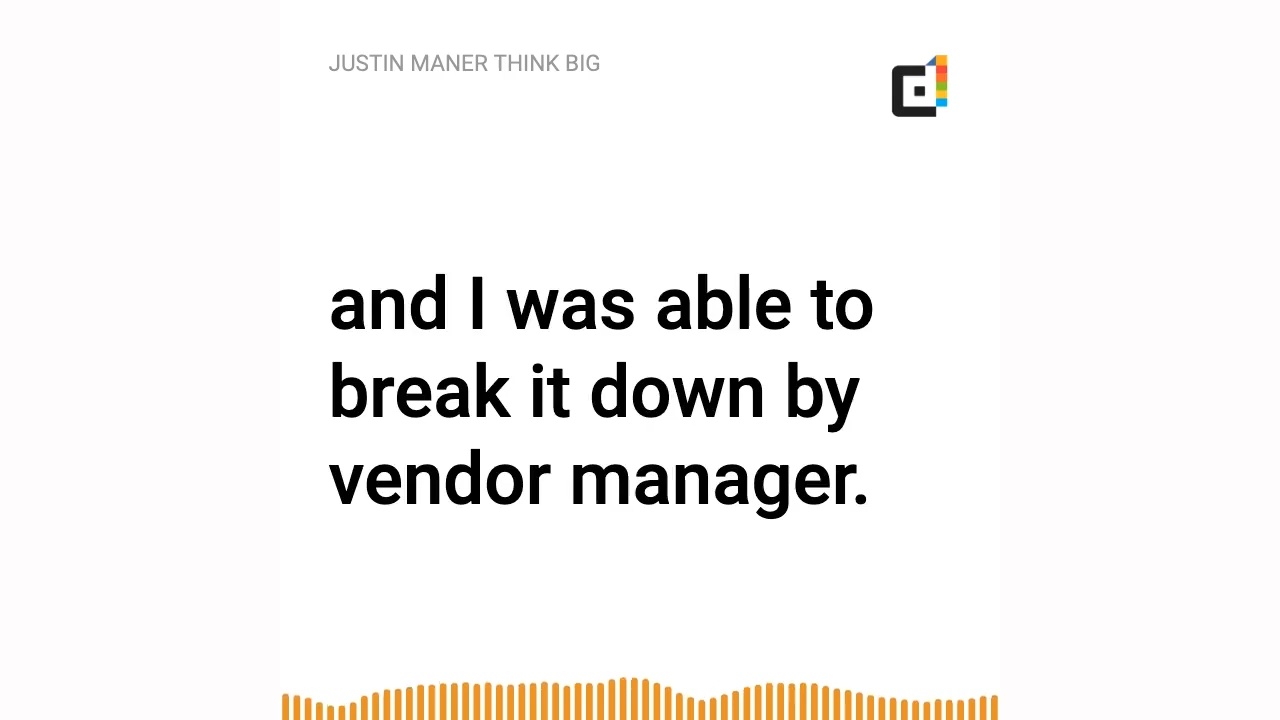 JUSTIN MANER THINK BIG
and I was able to
break it down by
vendor manager.